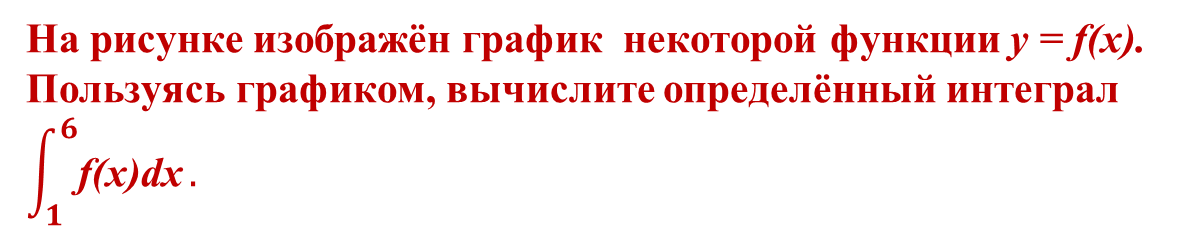 На рисунке изображён график некоторой функции y = f(x).
Пользуясь графиком, вычислите определённый интеграл
∫₁⁶ f(x)dx.